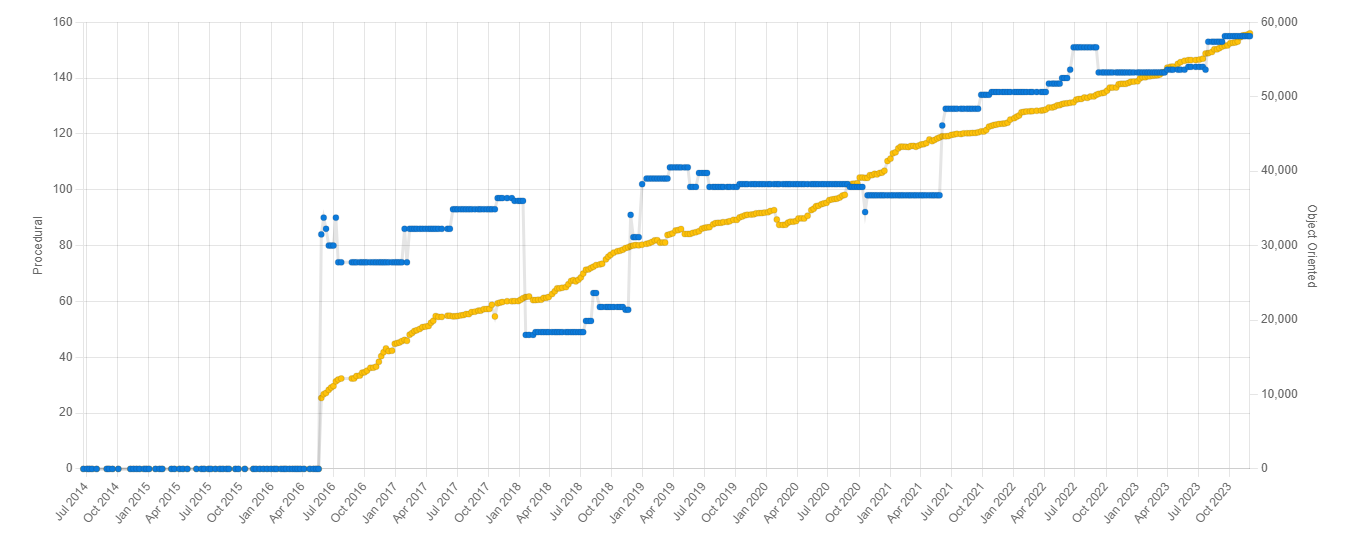 160
140
120
100
80
60
40
20
0
Procedural
60,000
50,000
40,000
30,000
20,000
10,000
0
Object Oriented
Jul 2014
Oct 2014
Jan 2015
Apr 2015
Jul 2015
Oct 2015
Jan 2016
Apr 2016
Jul 2016
Oct 2016
Jan 2017
Apr 2017
Jul 2017
Oct 2017
Jan 2018
Apr 2018
Jul 2018
Oct 2018
Jan 2019
Apr 2019
Jul 2019
Oct 2019
Jan 2020
Apr 2020
Jul 2020
Oct 2020
Jan 2021
Apr 2021
Jul 2021
Oct 2021
Jan 2022
Apr 2022
Jul 2022
Oct 2022
Jan 2023
Apr 2023
Jul 2023
Oct 2023